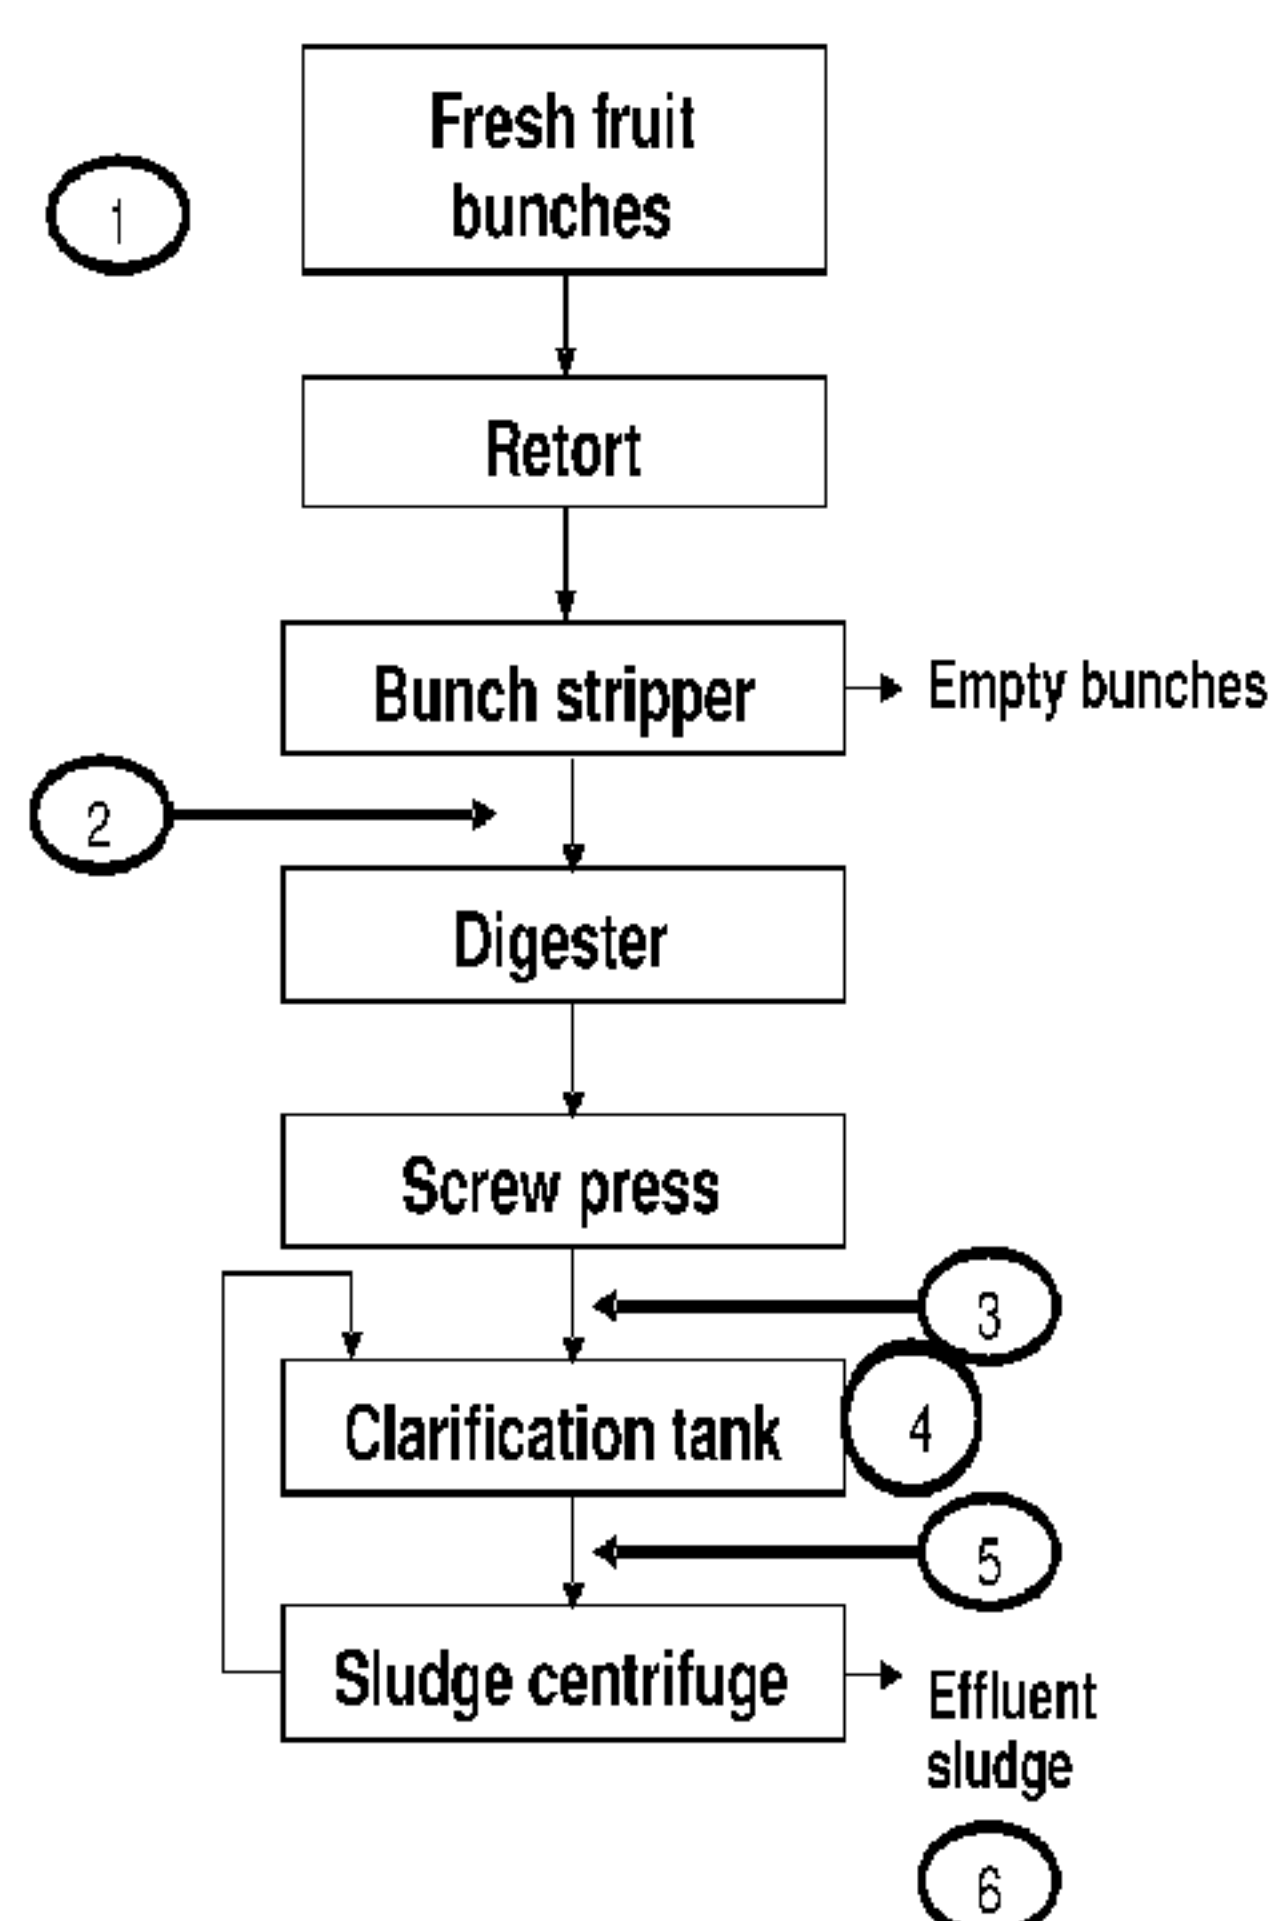 Fresh fruit
bunches
1
Retort
Bunch stripper
Empty bunches
2
Digester
Screw press
3
Clarification tank
4
5
Sludge centrifuge
Effluent
sludge
6